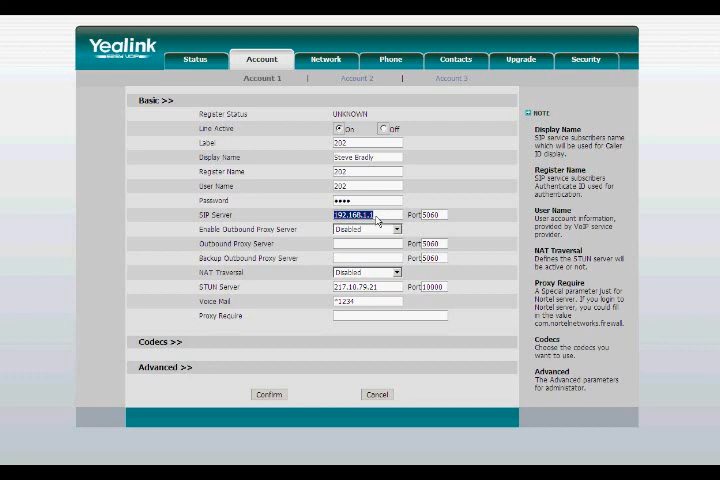 Yealink
EASY VOIP
Status Account Network Phone Contacts Upgrade Security
Account 1 | Account 2 | Account 3
Basic >>
Register Status UNKNOWN
Line Active On Off
Label 202
Display Name Steve Bradly
Register Name 202
User Name 202
Password ••••
SIP Server 192.168.1.1 Port 5060
Enable Outbound Proxy Server Disabled
Outbound Proxy Server Port 5060
Backup Outbound Proxy Server Port 5060
NAT Traversal Disabled
STUN Server 217.10.79.21 Port 10000
Voice Mail *1234
Proxy Require
Codecs >>
Advanced >>
Confirm Cancel
NOTE
Display Name
SIP service subscribers name
which will be used for Caller
ID display.
Register Name
SIP service subscribers
Authenticate ID used for
authentication.
User Name
User account information,
provided by VoIP service
provider.
NAT Traversal
Defines the STUN server will
be active or not.
Proxy Require
A Special parameter just for
Nortel server. If you login to
Nortel server, you could fill
in the value
com.nortelnetworks.firewall.
Codecs
Choose the codecs you
want to use.
Advanced
The Advanced parameters
for administator.